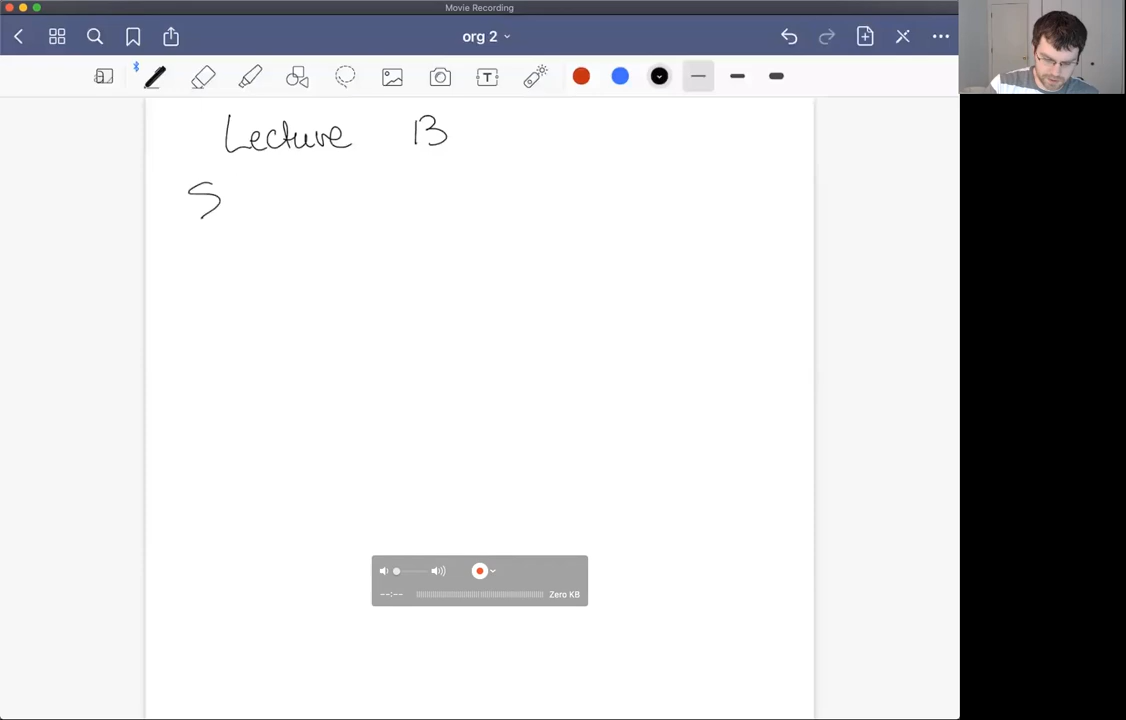 Movie Recording
org 2
Lecture 13
S
--:-- Zero KB